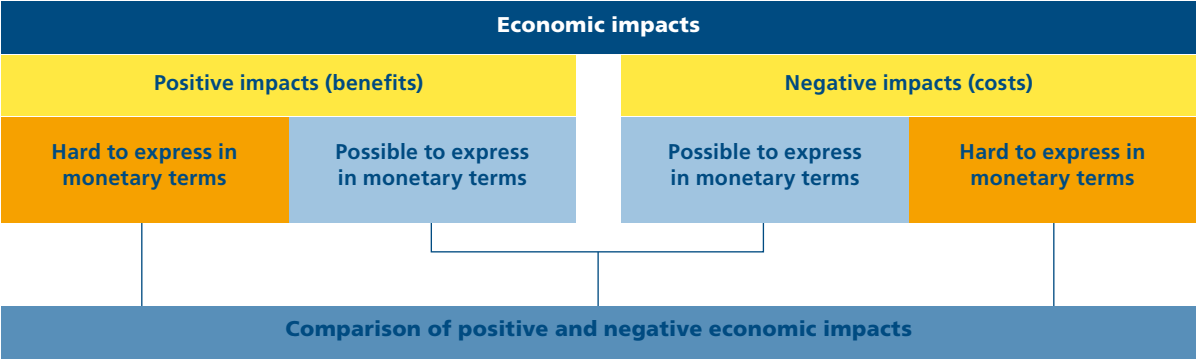 Economic impacts
Positive impacts (benefits)
Negative impacts (costs)
Hard to express in
monetary terms
Possible to express
in monetary terms
Possible to express
in monetary terms
Hard to express in
monetary terms
Comparison of positive and negative economic impacts